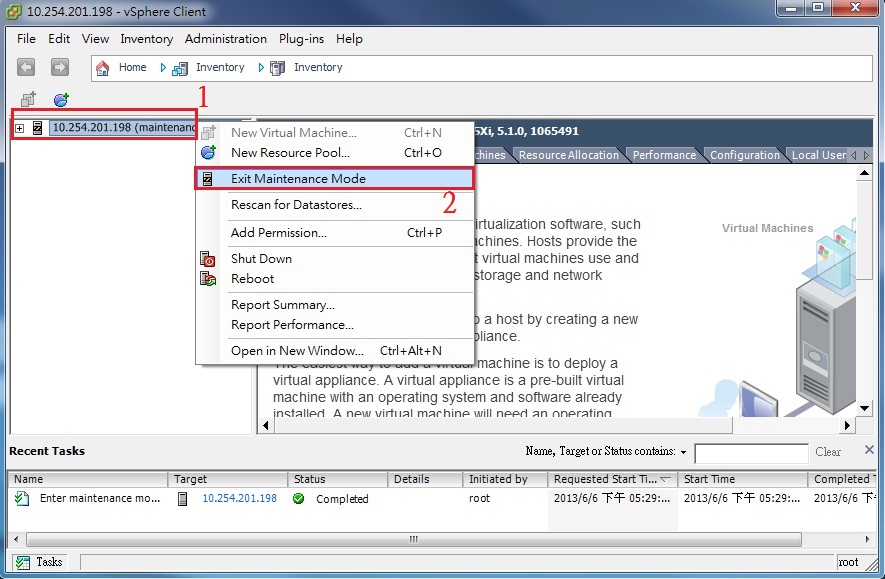 10.254.201.198 - vSphere Client
File Edit View Inventory Administration Plug-ins Help
Home Inventory Inventory
1
10.254.201.198 (maintenanc
5Xi, 5.1.0, 1065491
New Virtual Machine... Ctrl+N
New Resource Pool... Ctrl+O
Exit Maintenance Mode
2
Rescan for Datastores...
Add Permission... Ctrl+P
Shut Down
Reboot
Report Summary...
Report Performance...
Open in New Window... Ctrl+Alt+N
chines Resource Allocation Performance Configuration Local User
irtualization software, such
achines. Hosts provide the
t virtual machines use and
storage and network
Virtual Machines
o a host by creating a new
pliance.
The easiest way to add a virtual machine is to deploy a
virtual appliance. A virtual appliance is a pre-built virtual
machine with an operating system and software already
installed. A new virtual machine will need an operating
Recent Tasks
Name, Target or Status contains: Clear
Name Target Status Details Initiated by Requested Start Ti... Start Time Completed T
Enter maintenance mo... 10.254.201.198 Completed root 2013/6/6 下午 05:29:... 2013/6/6 下午 05:29:... 2013/6/6 下午
Tasks root